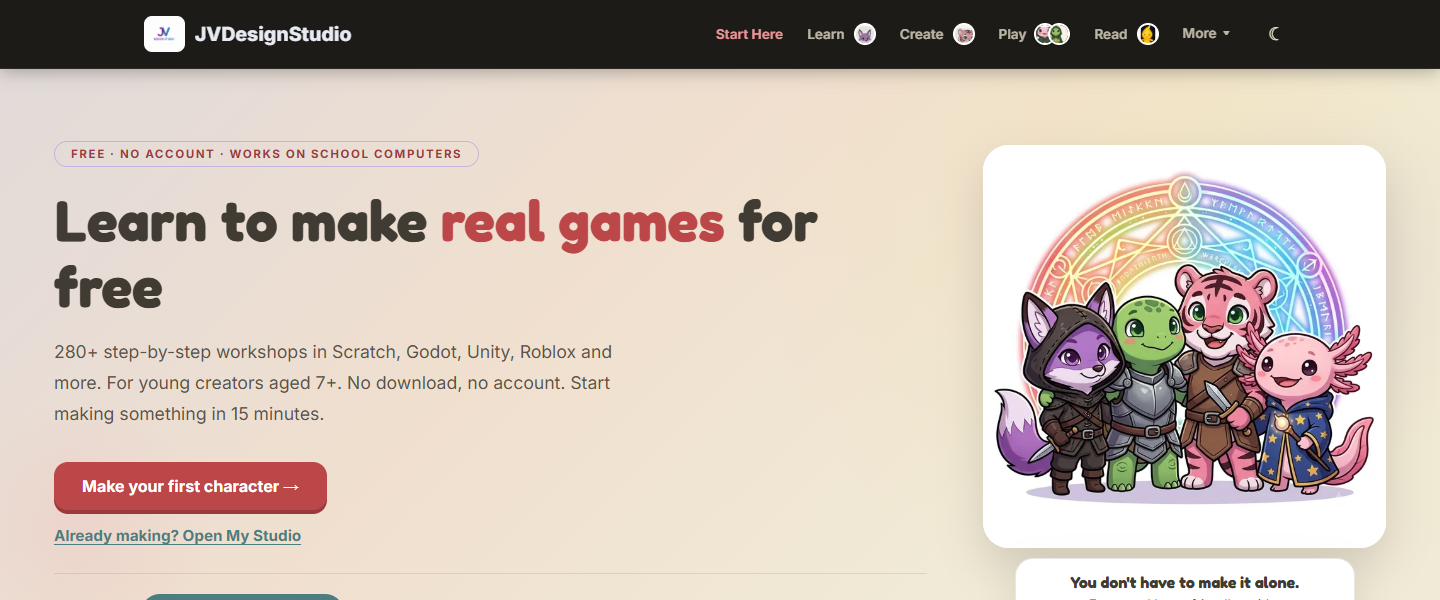 JVDesignStudio
Start Here Learn Create Play Read More
FREE · NO ACCOUNT · WORKS ON SCHOOL COMPUTERS
Learn to make real games for
free
280+ step-by-step workshops in Scratch, Godot, Unity, Roblox and
more. For young creators aged 7+. No download, no account. Start
making something in 15 minutes.
Make your first character →
Already making? Open My Studio
You don't have to make it alone.